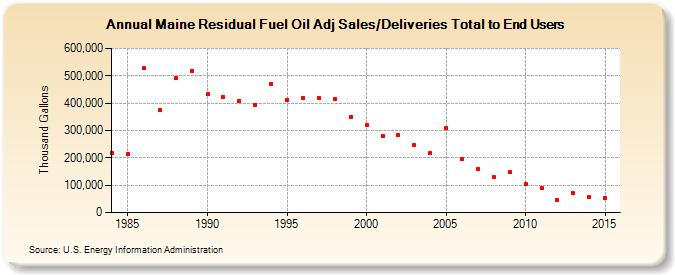 Annual Maine Residual Fuel Oil Adj Sales/Deliveries Total to End Users
Thousand Gallons
600,000
500,000
400,000
300,000
200,000
100,000
0
1985 1990 1995 2000 2005 2010 2015
Source: U.S. Energy Information Administration